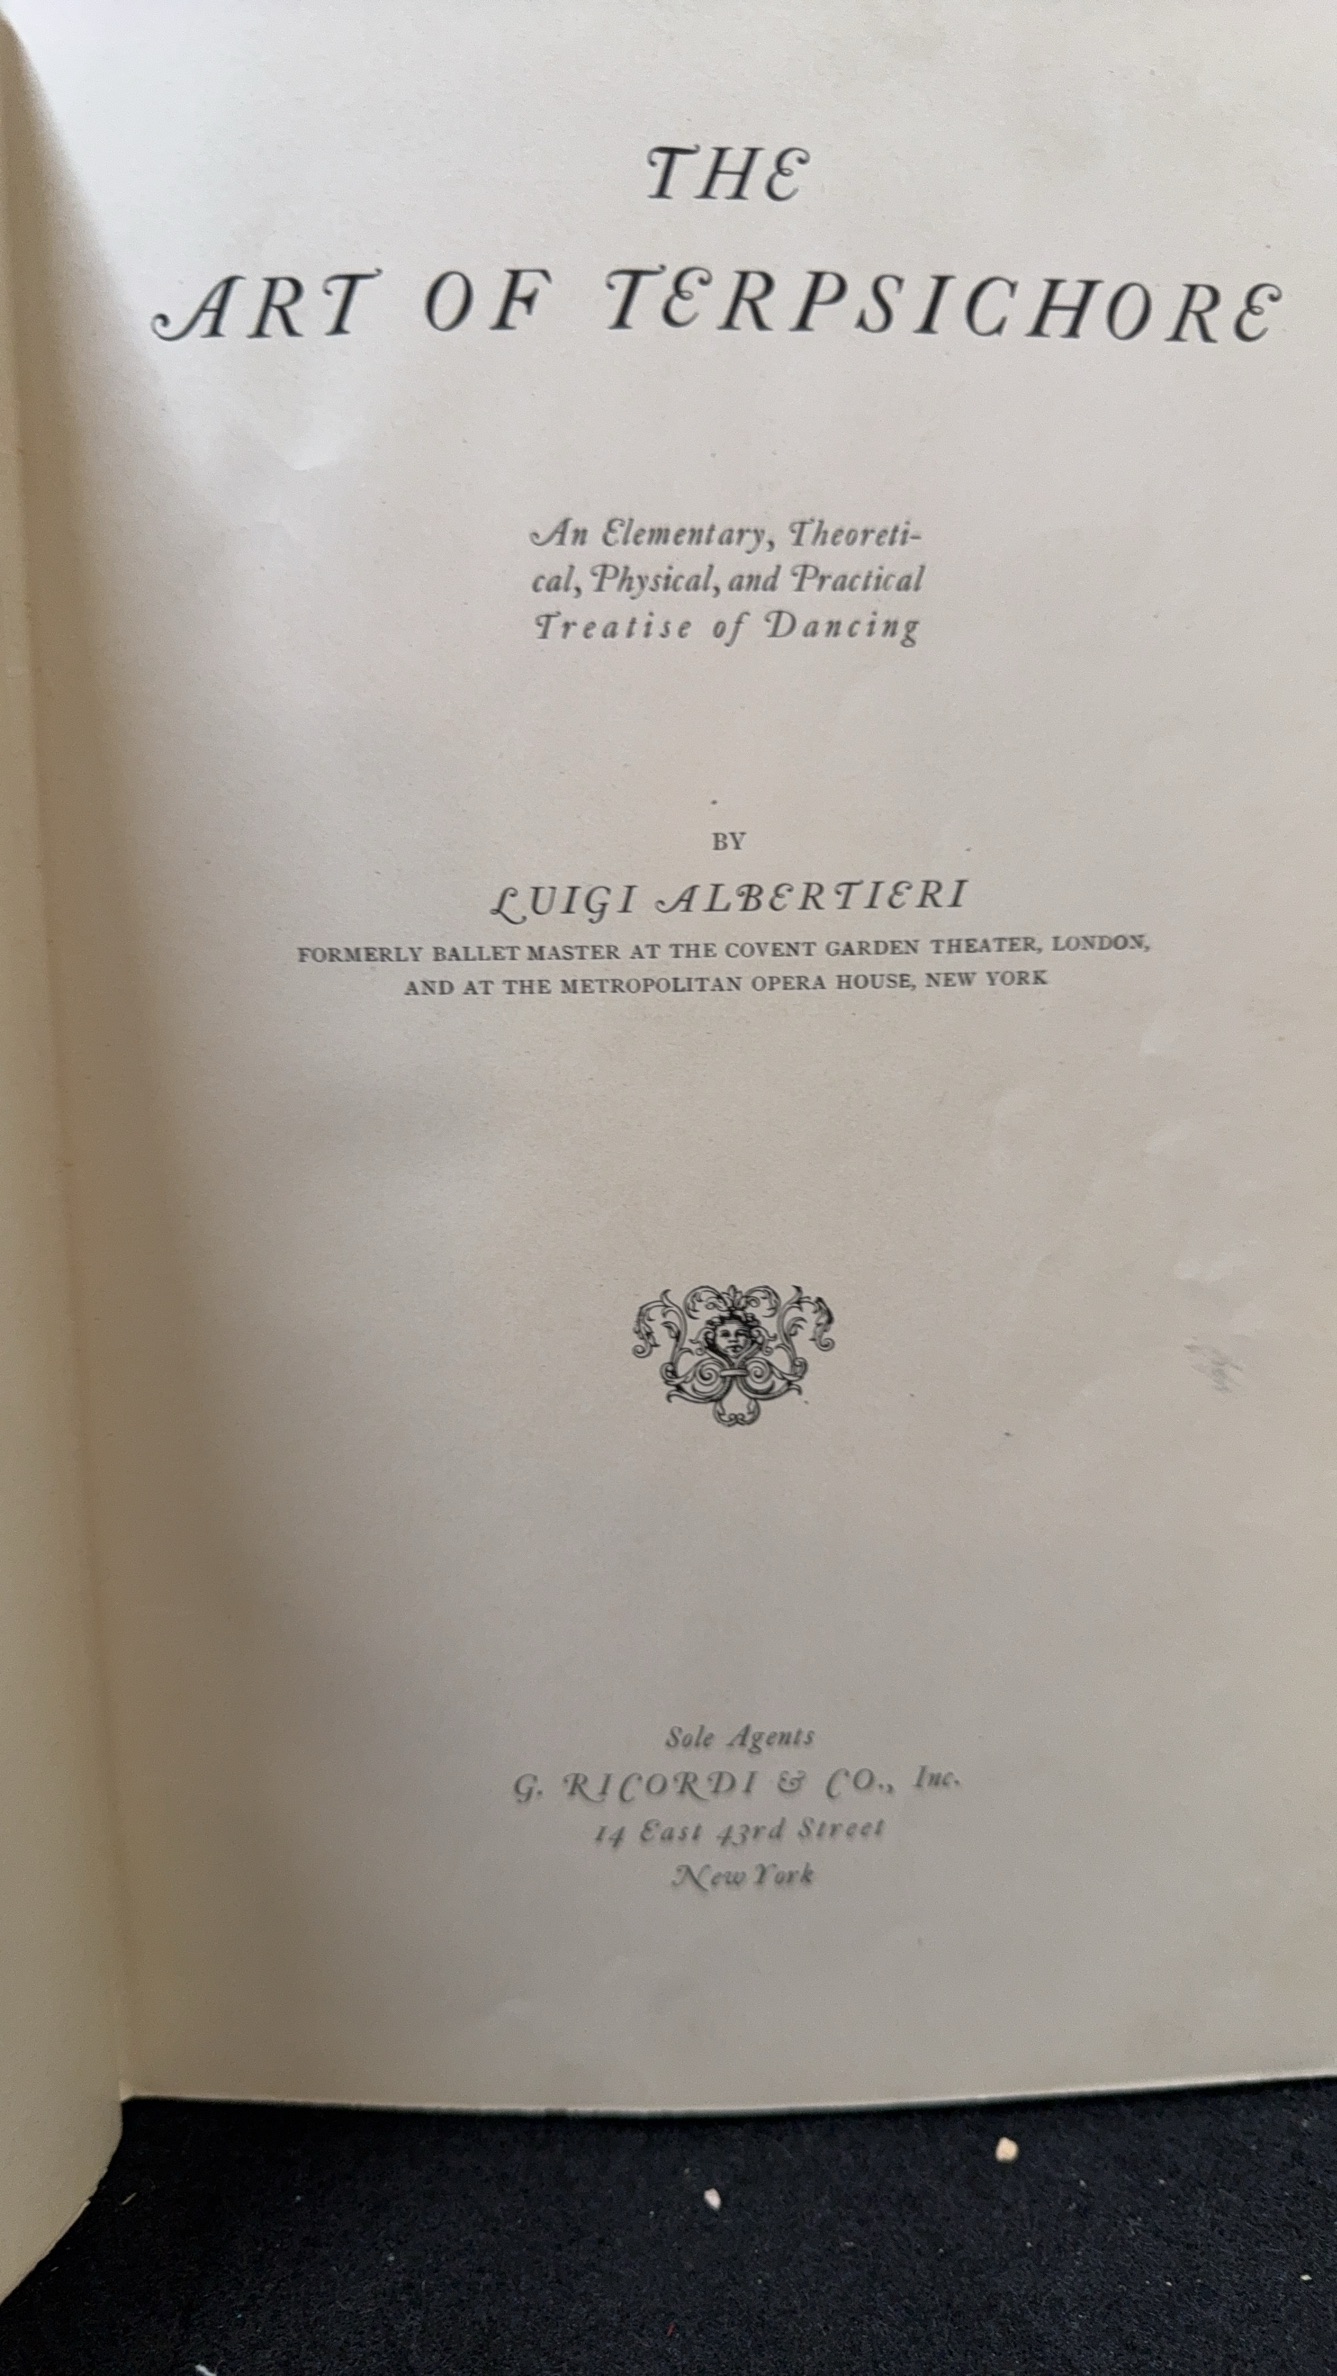 THE
ART OF TERPSICHORE
An Elementary, Theoreti-
cal, Physical, and Practical
Treatise of Dancing
BY
LUIGI ALBERTIERI
FORMERLY BALLET MASTER AT THE COVENT GARDEN THEATER, LONDON,
AND AT THE METROPOLITAN OPERA HOUSE, NEW YORK
Sole Agents
G. RICORDI & CO., Inc.
14 East 43rd Street
New York